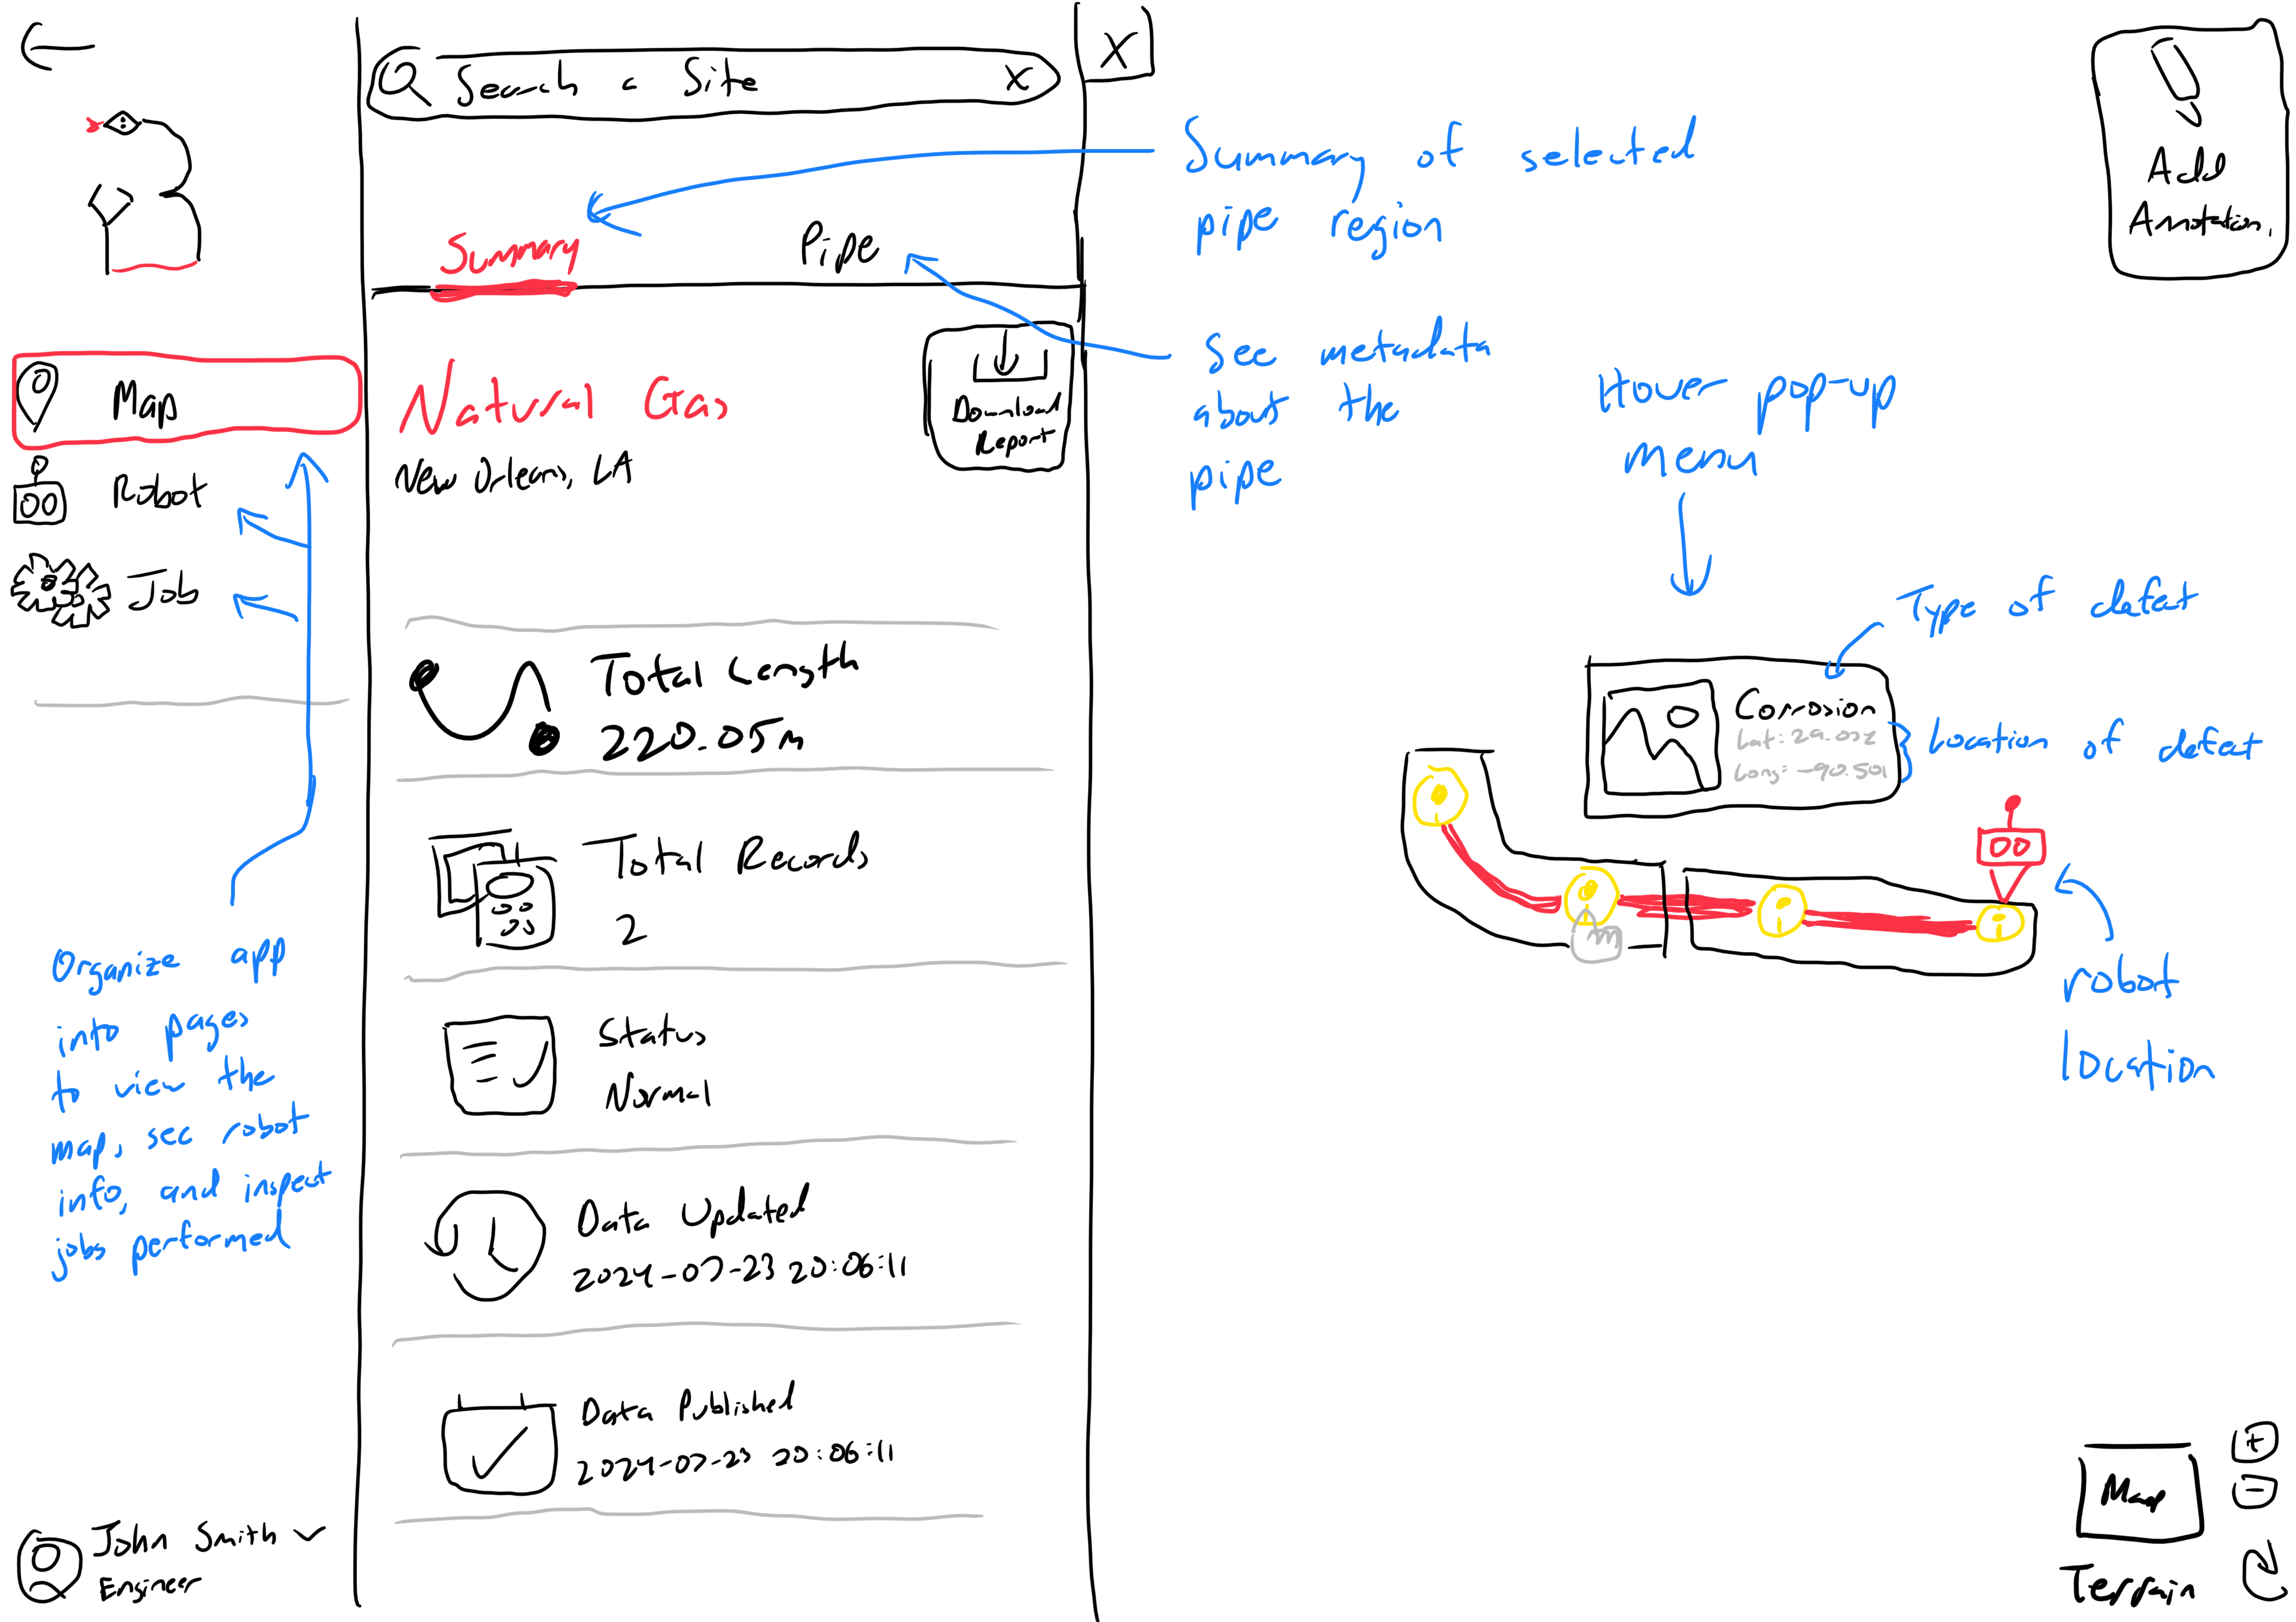 Search a Site X
X
Add
Annotation
Summary of selected
pipe region
Summary
Pipe
See metadata
about the
pipe
Map
Robot
Job
Natural Gas
New Orleans, LA
Download
Report
Hover pop-up
menu
Type of defect
Total Length
220.05m
Corrosion
Lat: 29.032
Long: -90.501
Location of defect
Total Records
2
robot
location
Organize app
into pages
to view the
map, see robot
info, and inspect
jobs performed
Status
Normal
Data Updated
2024-07-23 20:06:11
Data Published
2024-07-23 20:06:11
John Smith
Engineer
Map
Terrain
+
-